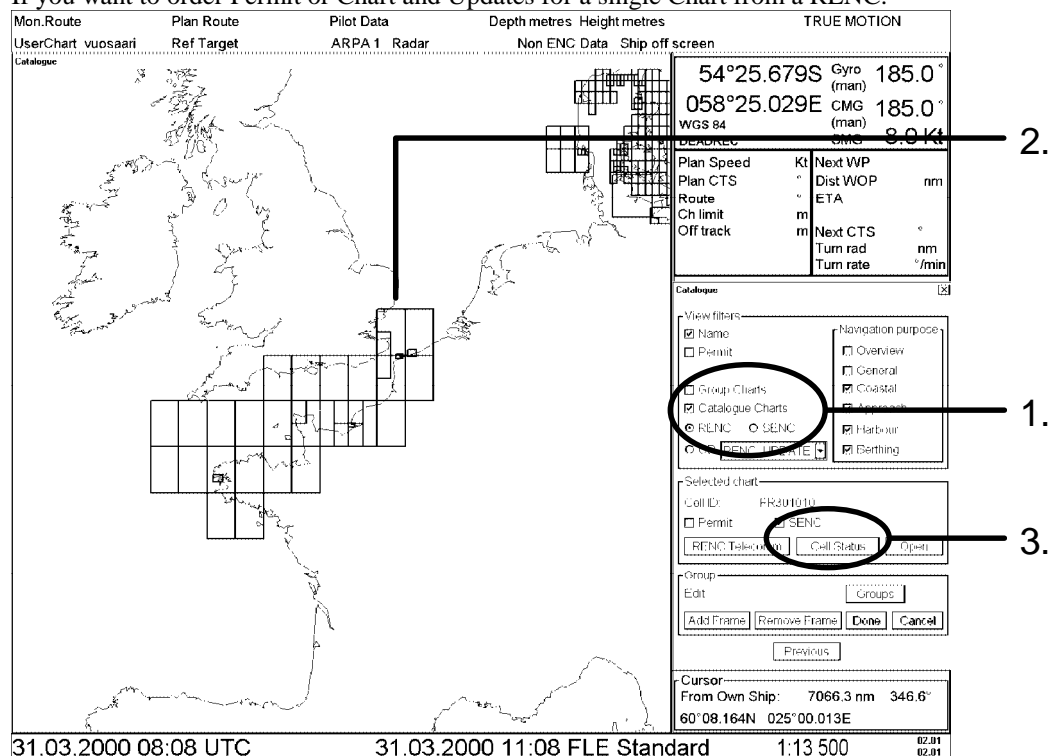 If you want to order Permit or Chart and Updates for a single Chart from a RENC:
Mon.Route Plan Route Pilot Data Depth metres Height metres TRUE MOTION
UserChart vuosaari Ref Target ARPA 1 Radar Non ENC Data Ship off screen
Catalogue
54°25.679S Gyro 185.0°
(man)
058°25.029E CMG 185.0°
(man)
WGS 84
DEADREC SMG 8.0 Kt
Plan Speed Kt Next WP
Plan CTS ° Dist WOP nm
Route ° ETA
Ch limit m
Off track m Next CTS °
Turn rad nm
Turn rate °/min
2.
Catalogue
View filters
Name
Permit
Group Charts
Catalogue Charts
RENC SENC
CD RENC_UPDATE
Navigation purpose
Overview
General
Coastal
Approach
Harbour
Berthing
1.
Selected chart
Cell ID: FR301010
Permit SENC
RENC Telecomm Cell Status Open
3.
Group
Edit Groups
Add Frame Remove Frame Done Cancel
Previous
Cursor
From Own Ship: 7066.3 nm 346.6°
60°08.164N 025°00.013E
31.03.2000 08:08 UTC 31.03.2000 11:08 FLE Standard 1:13 500 02.01
02.01